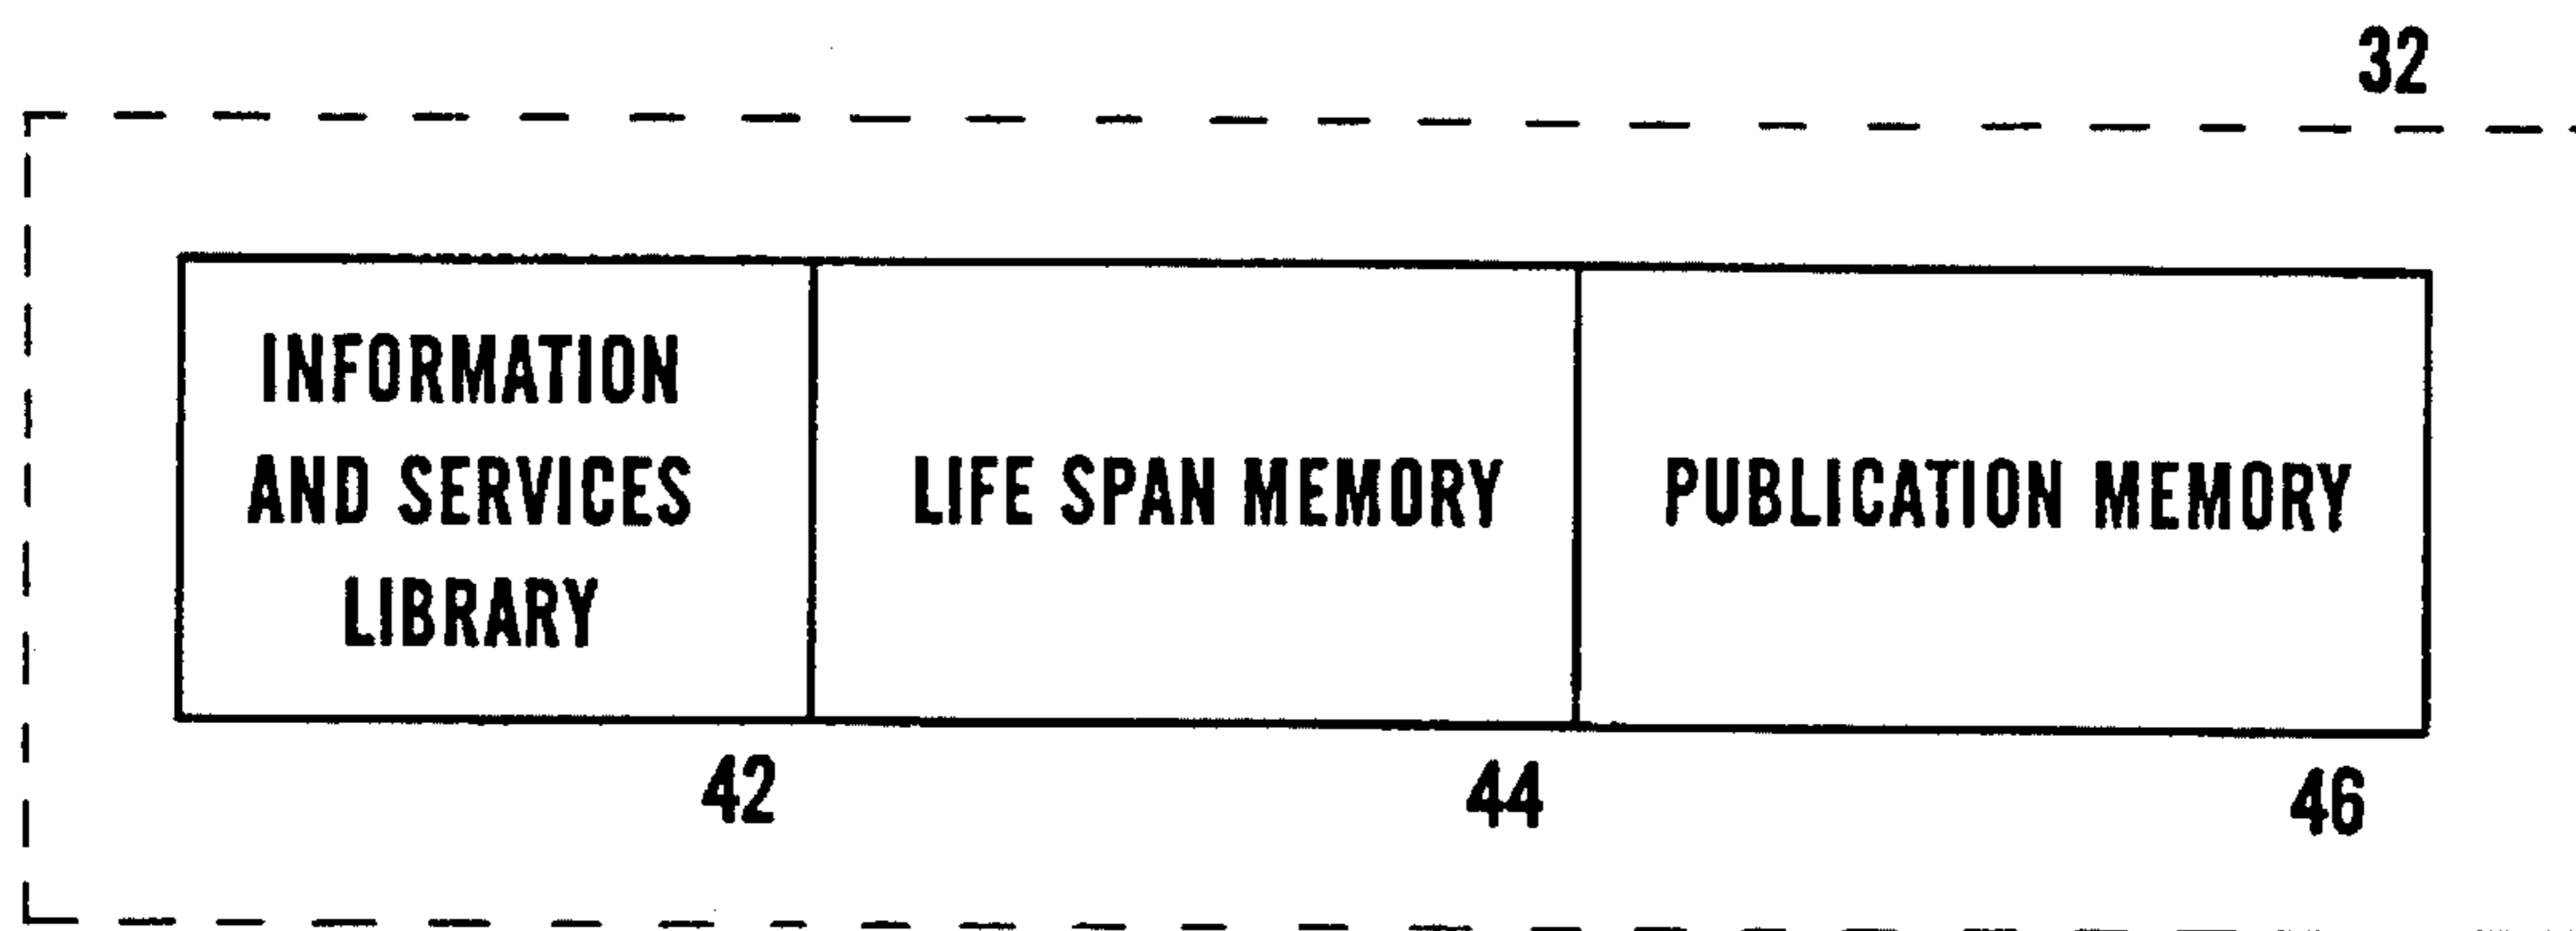 32
INFORMATION
AND SERVICES
LIBRARY
LIFE SPAN MEMORY
PUBLICATION MEMORY
42
44
46